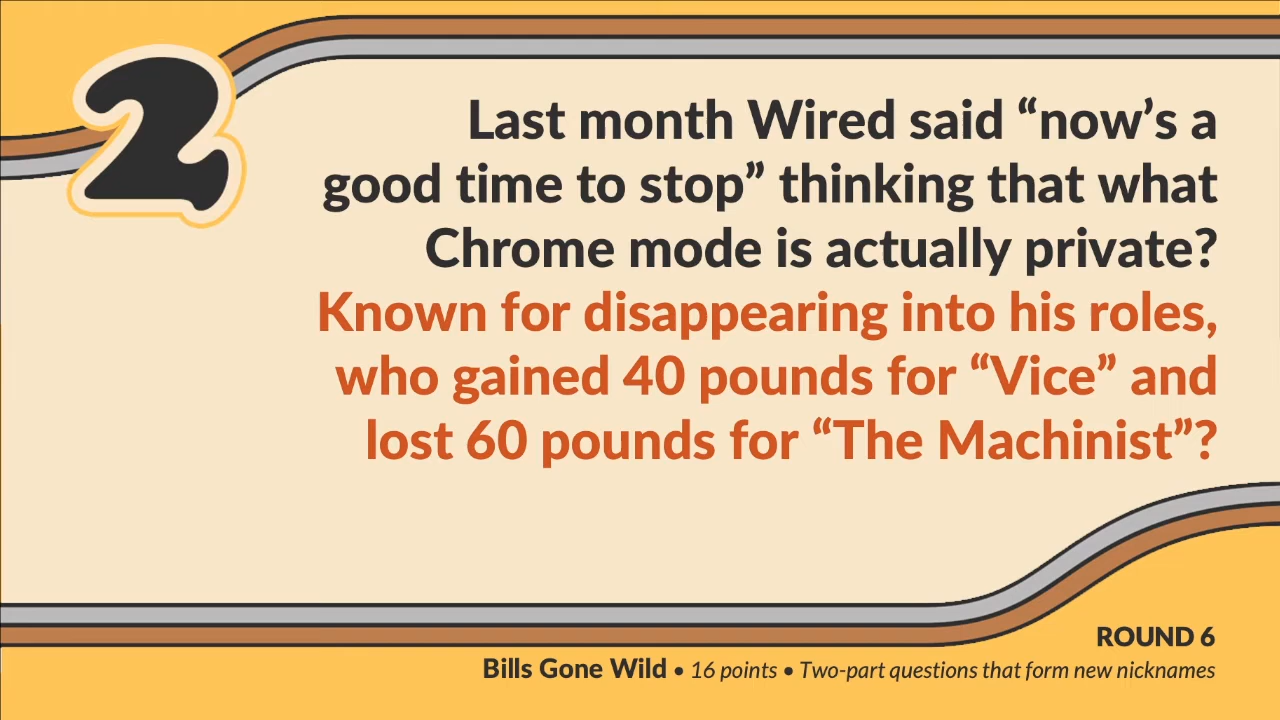 2
Last month Wired said “now’s a
good time to stop” thinking that what
Chrome mode is actually private?
Known for disappearing into his roles,
who gained 40 pounds for “Vice” and
lost 60 pounds for “The Machinist”?
ROUND 6
Bills Gone Wild • 16 points • Two-part questions that form new nicknames